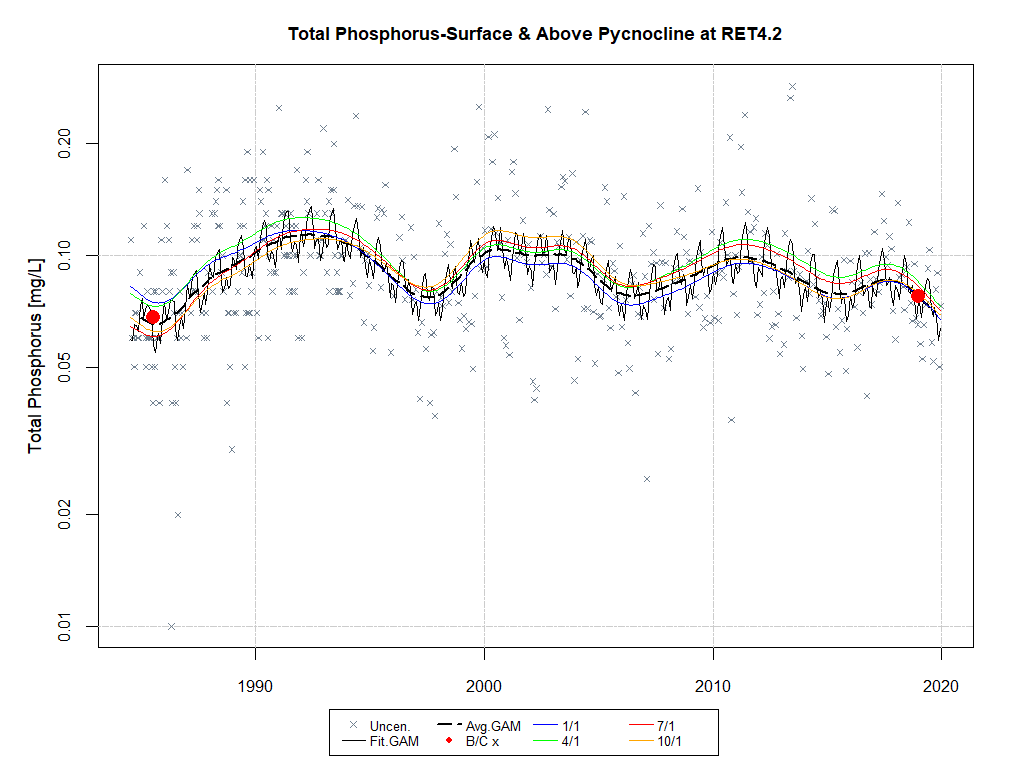 Total Phosphorus-Surface & Above Pycnocline at RET4.2
Total Phosphorus [mg/L]
0.20
0.10
0.05
0.02
0.01
1990 2000 2010 2020
Uncen. Avg.GAM 1/1 7/1
Fit.GAM B/C x 4/1 10/1